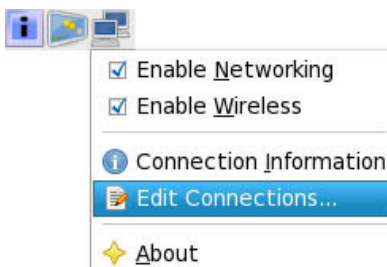 Enable Networking
Enable Wireless
Connection Information
Edit Connections...
About